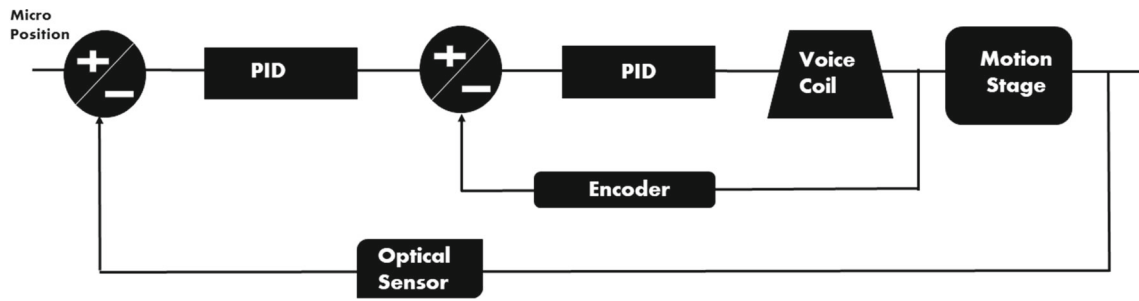 Micro
Position
+
−
PID
+
−
PID
Voice
Coil
Motion
Stage
Encoder
Optical
Sensor